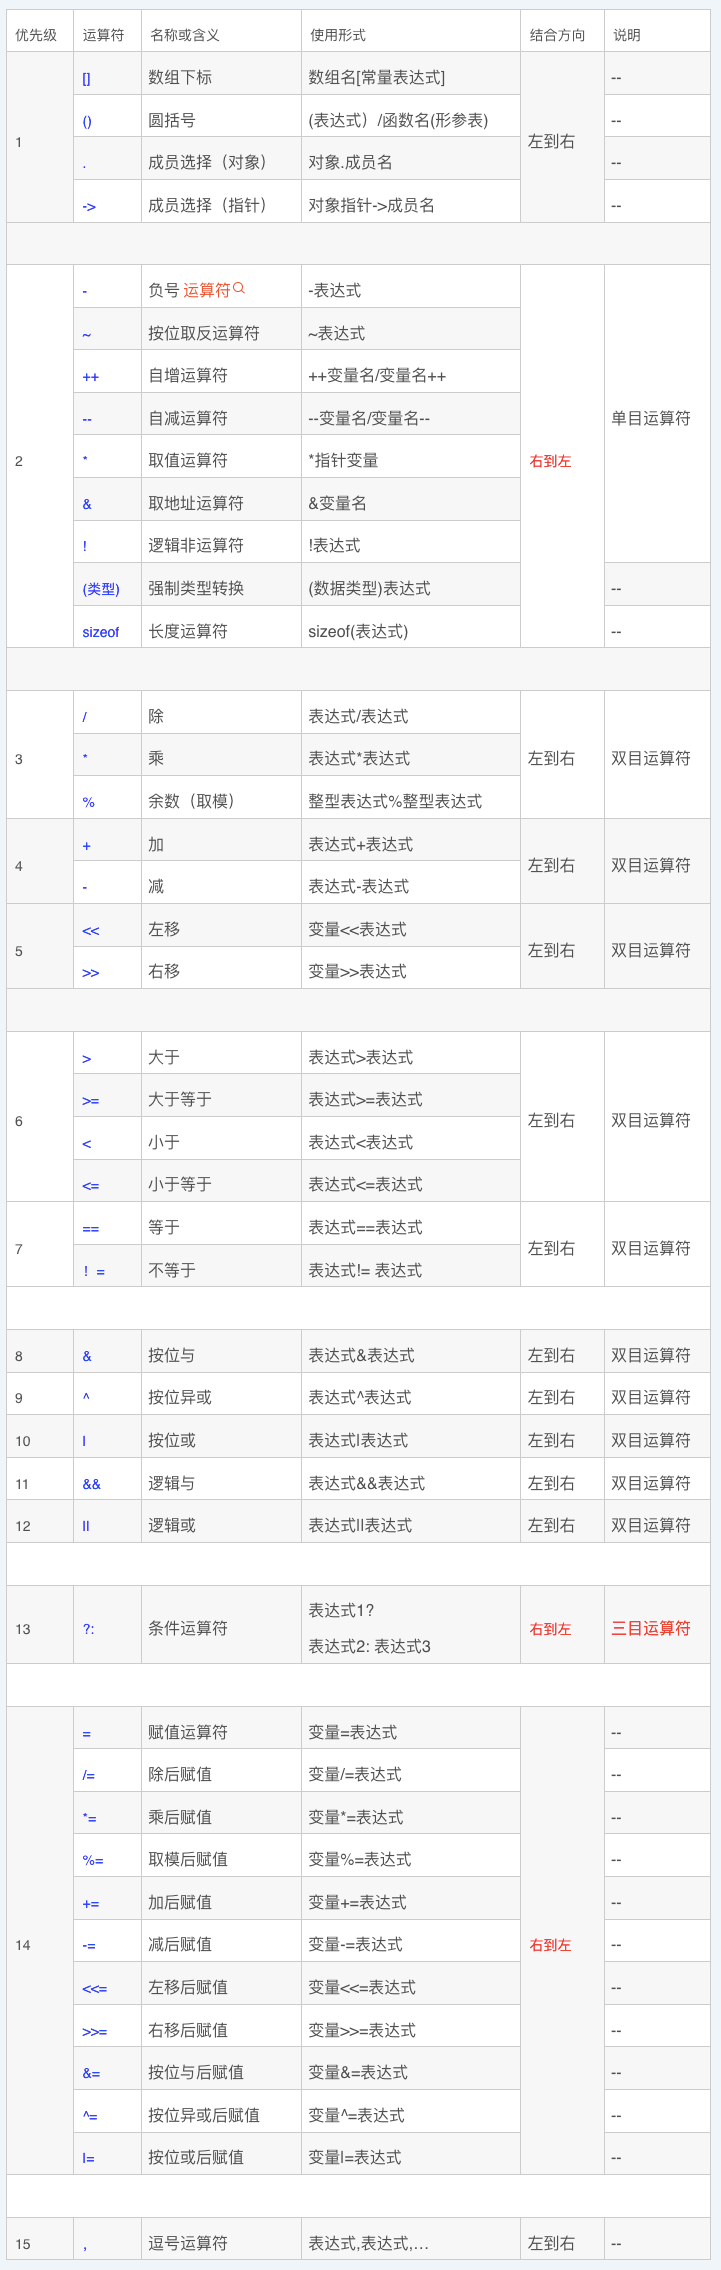 优先级 运算符 名称或含义 使用形式 结合方向 说明
1 [] 数组下标 数组名[常量表达式] 左到右 --
() 圆括号 (表达式）/函数名(形参表) --
. 成员选择（对象） 对象.成员名 --
-> 成员选择（指针） 对象指针->成员名 --
2 - 负号 运算符 -表达式 右到左 单目运算符
~ 按位取反运算符 ~表达式
++ 自增运算符 ++变量名/变量名++
-- 自减运算符 --变量名/变量名--
* 取值运算符 *指针变量
& 取地址运算符 &变量名
! 逻辑非运算符 !表达式
(类型) 强制类型转换 (数据类型)表达式 --
sizeof 长度运算符 sizeof(表达式) --
3 / 除 表达式/表达式 左到右 双目运算符
* 乘 表达式*表达式
% 余数（取模） 整型表达式%整型表达式
4 + 加 表达式+表达式 左到右 双目运算符
- 减 表达式-表达式
5 << 左移 变量<<表达式 左到右 双目运算符
>> 右移 变量>>表达式
6 > 大于 表达式>表达式 左到右 双目运算符
>= 大于等于 表达式>=表达式
< 小于 表达式<表达式
<= 小于等于 表达式<=表达式
7 == 等于 表达式==表达式 左到右 双目运算符
！= 不等于 表达式!= 表达式
8 & 按位与 表达式&表达式 左到右 双目运算符
9 ^ 按位异或 表达式^表达式 左到右 双目运算符
10 | 按位或 表达式|表达式 左到右 双目运算符
11 && 逻辑与 表达式&&表达式 左到右 双目运算符
12 || 逻辑或 表达式||表达式 左到右 双目运算符
13 ?: 条件运算符 表达式1? 右到左 三目运算符
表达式2: 表达式3
14 = 赋值运算符 变量=表达式 右到左 --
/= 除后赋值 变量/=表达式 --
*= 乘后赋值 变量*=表达式 --
%= 取模后赋值 变量%=表达式 --
+= 加后赋值 变量+=表达式 --
-= 减后赋值 变量-=表达式 --
<<= 左移后赋值 变量<<=表达式 --
>>= 右移后赋值 变量>>=表达式 --
&= 按位与后赋值 变量&=表达式 --
^= 按位异或后赋值 变量^=表达式 --
|= 按位或后赋值 变量|=表达式 --
15 , 逗号运算符 表达式,表达式,… 左到右 --